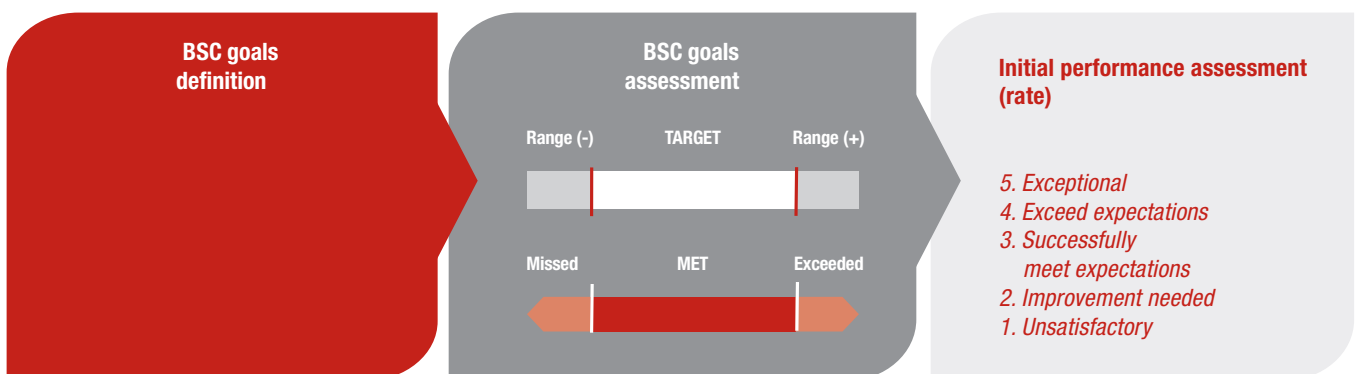 BSC goals
definition
BSC goals
assessment
Range (-) TARGET Range (+)
Missed MET Exceeded
Initial performance assessment
(rate)
5. Exceptional
4. Exceed expectations
3. Successfully
meet expectations
2. Improvement needed
1. Unsatisfactory